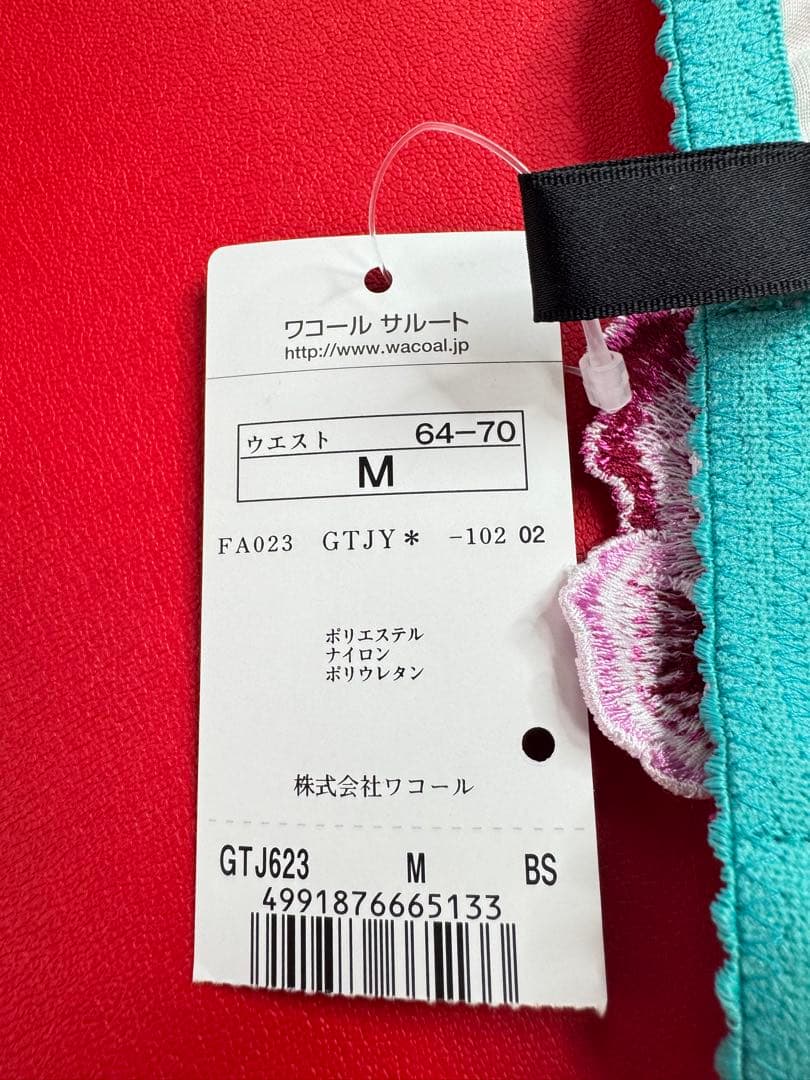 ワコール サルート
http://www.wacoal.jp
ウエスト 64-70
M
FA023 GTJY* -102 02
ポリエステル
ナイロン
ポリウレタン
株式会社ワコール
GTJ623 M BS
4991876665133